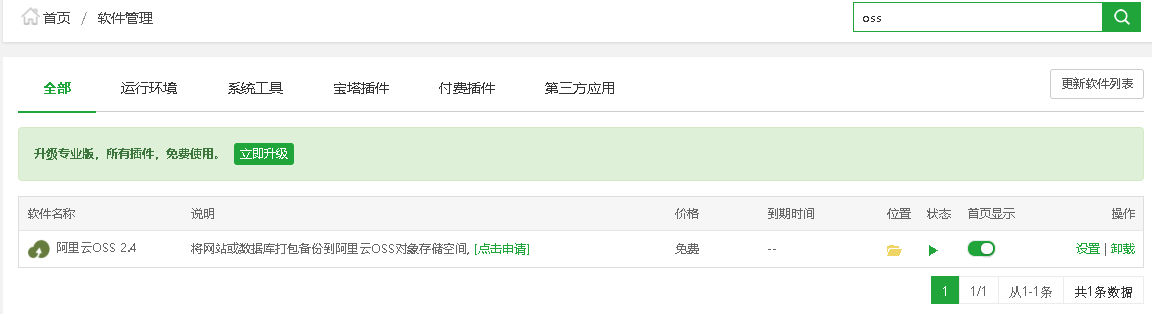 首页 / 软件管理
oss
全部 运行环境 系统工具 宝塔插件 付费插件 第三方应用
更新软件列表
升级专业版，所有插件，免费使用。 立即升级
软件名称 说明 价格 到期时间 位置 状态 首页显示 操作
阿里云OSS 2.4 将网站或数据库打包备份到阿里云OSS对象存储空间, [点击申请] 免费 -- 设置 | 卸载
1 1/1 从1-1条 共1条数据